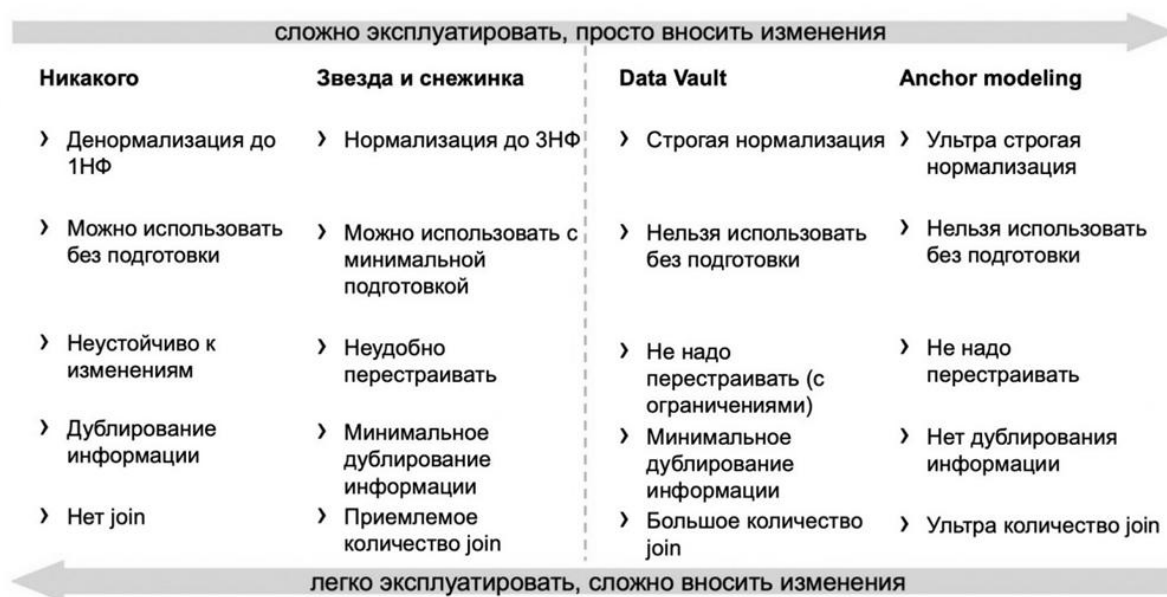 сложно эксплуатировать, просто вносить изменения
Никакого
› Денормализация до
1НФ
› Можно использовать
без подготовки
› Неустойчиво к
изменениям
› Дублирование
информации
› Нет join
Звезда и снежинка
› Нормализация до 3НФ
› Можно использовать с
минимальной
подготовкой
› Неудобно
перестраивать
› Минимальное
дублирование
информации
› Приемлемое
количество join
Data Vault
› Строгая нормализация
› Нельзя использовать
без подготовки
› Не надо
перестраивать (с
ограничениями)
› Минимальное
дублирование
информации
› Большое количество
join
Anchor modeling
› Ультра строгая
нормализация
› Нельзя использовать
без подготовки
› Не надо
перестраивать
› Нет дублирования
информации
› Ультра количество join
легко эксплуатировать, сложно вносить изменения